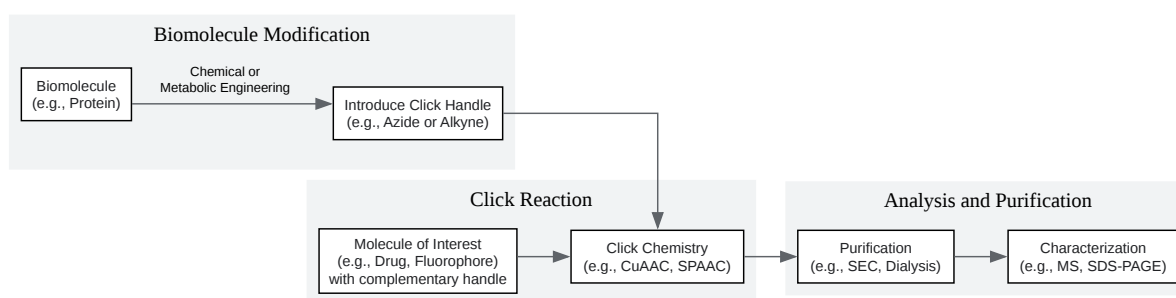 Biomolecule Modification
Chemical or
Metabolic Engineering
Biomolecule
(e.g., Protein)
Introduce Click Handle
(e.g., Azide or Alkyne)
Click Reaction
Molecule of Interest
(e.g., Drug, Fluorophore)
with complementary handle
Click Chemistry
(e.g., CuAAC, SPAAC)
Analysis and Purification
Purification
(e.g., SEC, Dialysis)
Characterization
(e.g., MS, SDS-PAGE)